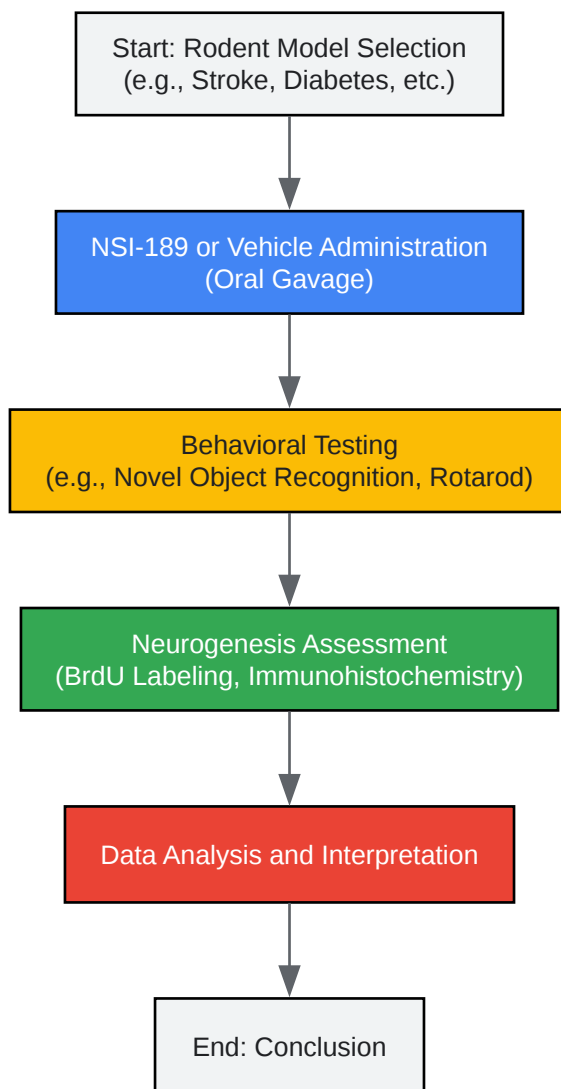 Start: Rodent Model Selection
(e.g., Stroke, Diabetes, etc.)
NSI-189 or Vehicle Administration
(Oral Gavage)
Behavioral Testing
(e.g., Novel Object Recognition, Rotarod)
Neurogenesis Assessment
(BrdU Labeling, Immunohistochemistry)
Data Analysis and Interpretation
End: Conclusion